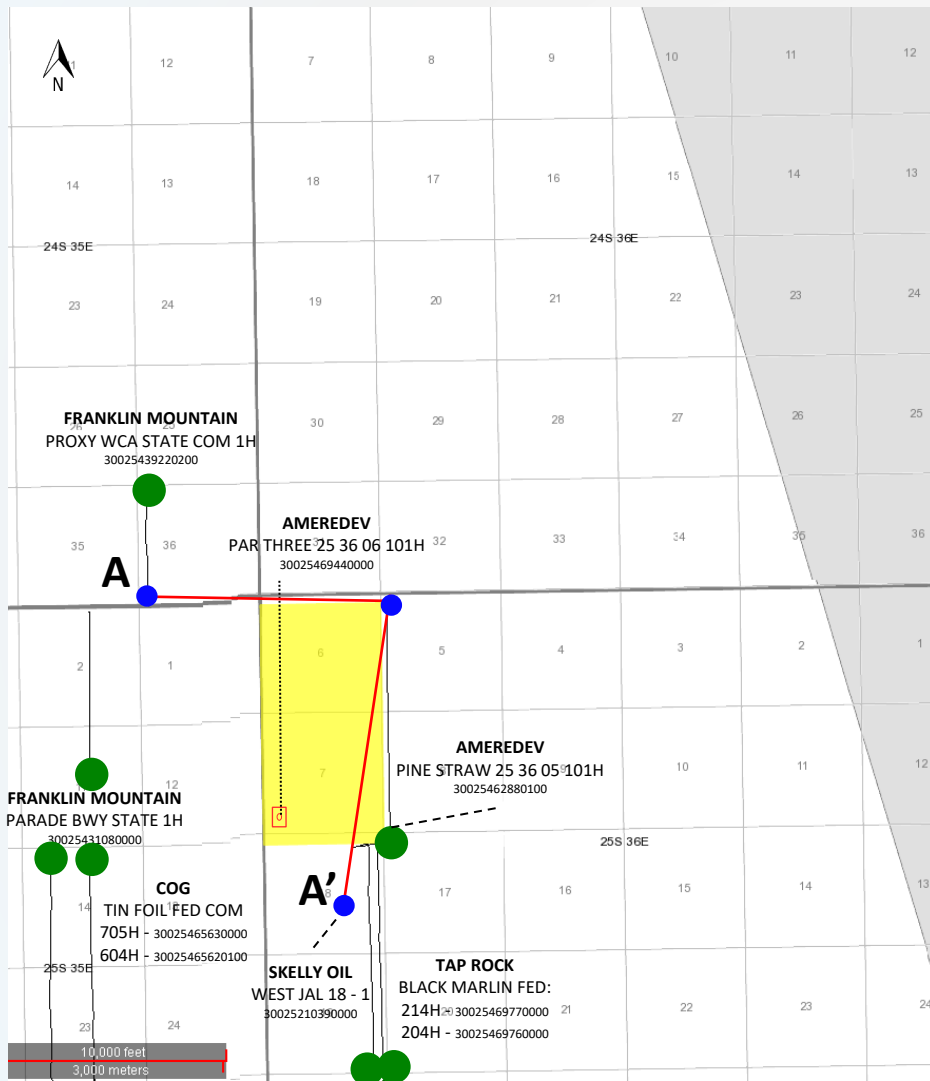 N
11 12 7 8 9 10 11 12
14 13 18 17 16 15 14 13
24S 35E 24S 36E
23 24 19 20 21 22 23 24
FRANKLIN MOUNTAIN
PROXY WCA STATE COM 1H
30025439220200
26 25 30 29 28 27 26 25
AMEREDEV
PAR THREE 25 36 06 101H
30025469440000
35 36 31 32 33 34 35 36
A
2 1 6 5 4 3 2 1
AMEREDEV
PINE STRAW 25 36 05 101H
30025462880100
12 7 10 11 12
FRANKLIN MOUNTAIN
PARADE BWY STATE 1H
30025431080000
25S 36E
A'
COG
TIN FOIL FED COM
705H - 30025465630000
604H - 30025465620100
14 17 16 15 14 13
25S 35E
SKELLY OIL
WEST JAL 18 - 1
30025210390000
TAP ROCK
BLACK MARLIN FED:
214H - 30025469770000
204H - 30025469760000
23 24 20 21 22 23 24
10,000 feet
3,000 meters